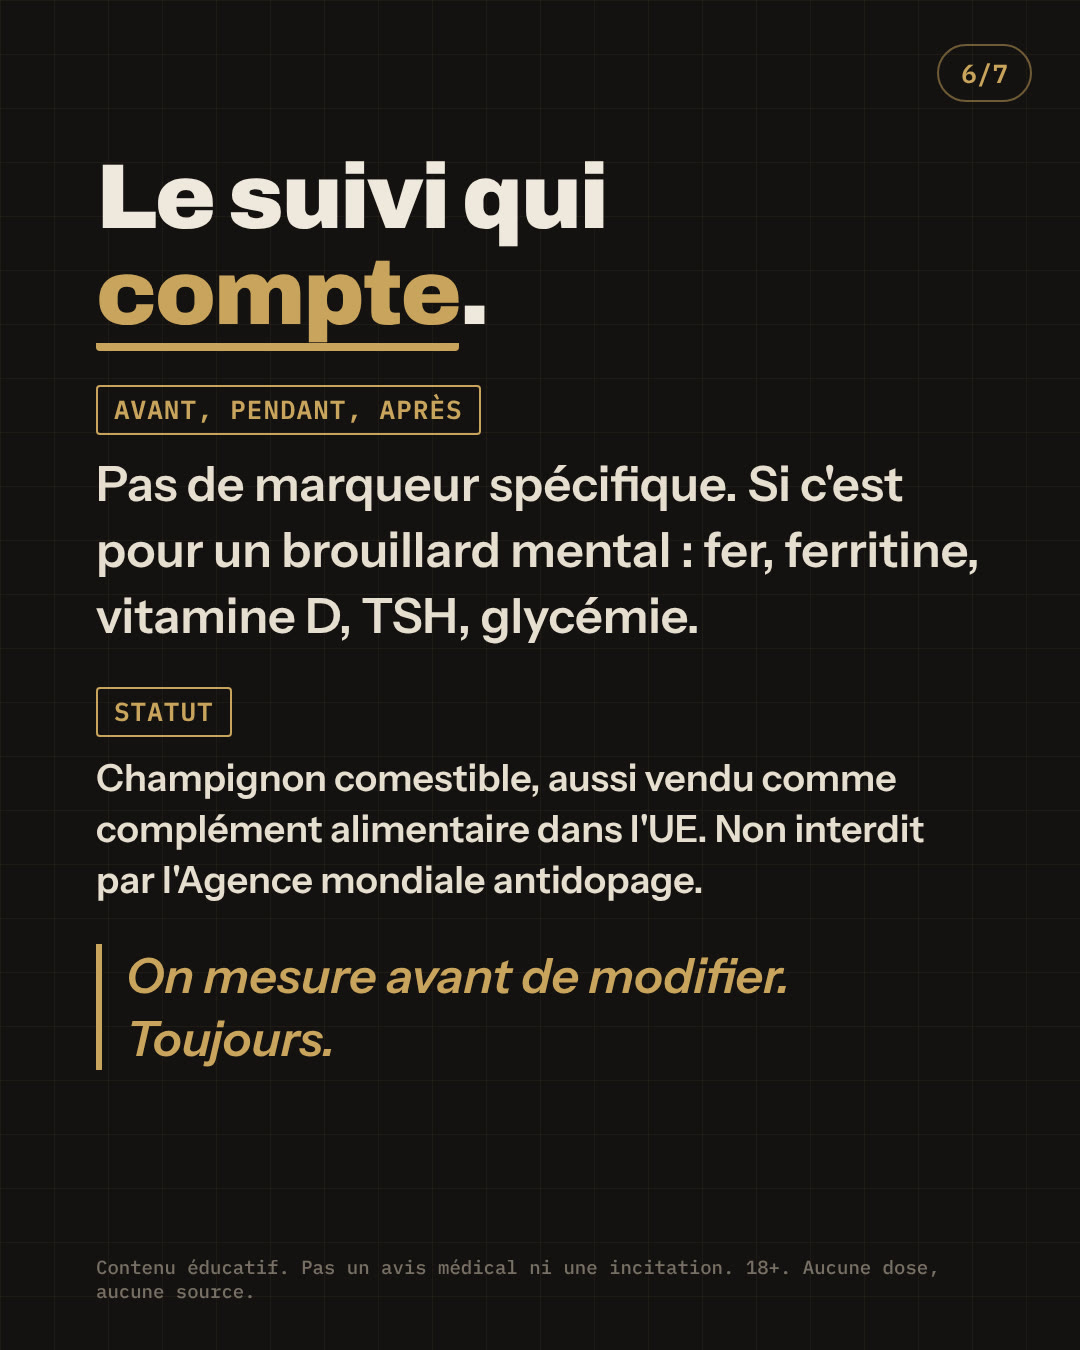 6/7
Le suivi qui
compte.
AVANT, PENDANT, APRÈS
Pas de marqueur spécifique. Si c'est
pour un brouillard mental : fer, ferritine,
vitamine D, TSH, glycémie.
STATUT
Champignon comestible, aussi vendu comme
complément alimentaire dans l'UE. Non interdit
par l'Agence mondiale antidopage.
On mesure avant de modifier.
Toujours.
Contenu éducatif. Pas un avis médical ni une incitation. 18+. Aucune dose,
aucune source.